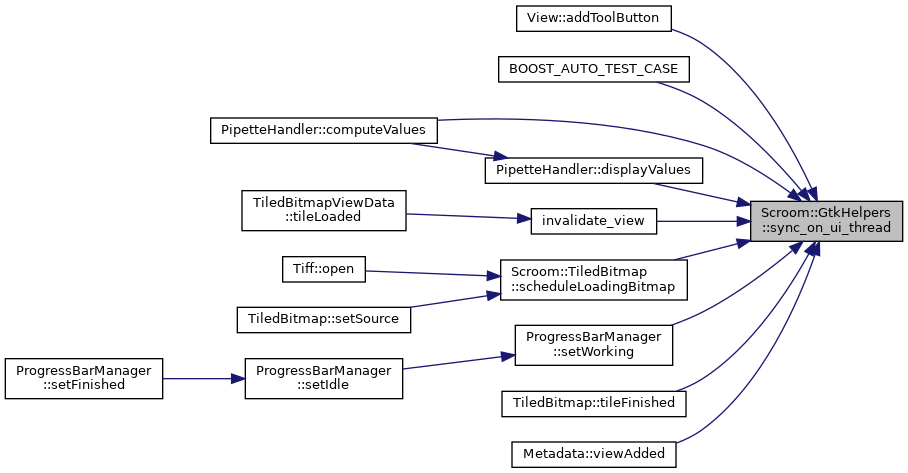 View::addToolButton
BOOST_AUTO_TEST_CASE
PipetteHandler::computeValues
PipetteHandler::displayValues
TiledBitmapViewData
::tileLoaded
invalidate_view
Scroom::GtkHelpers
::sync_on_ui_thread
Tiff::open
Scroom::TiledBitmap
::scheduleLoadingBitmap
TiledBitmap::setSource
ProgressBarManager
::setWorking
ProgressBarManager
::setFinished
ProgressBarManager
::setIdle
TiledBitmap::tileFinished
Metadata::viewAdded